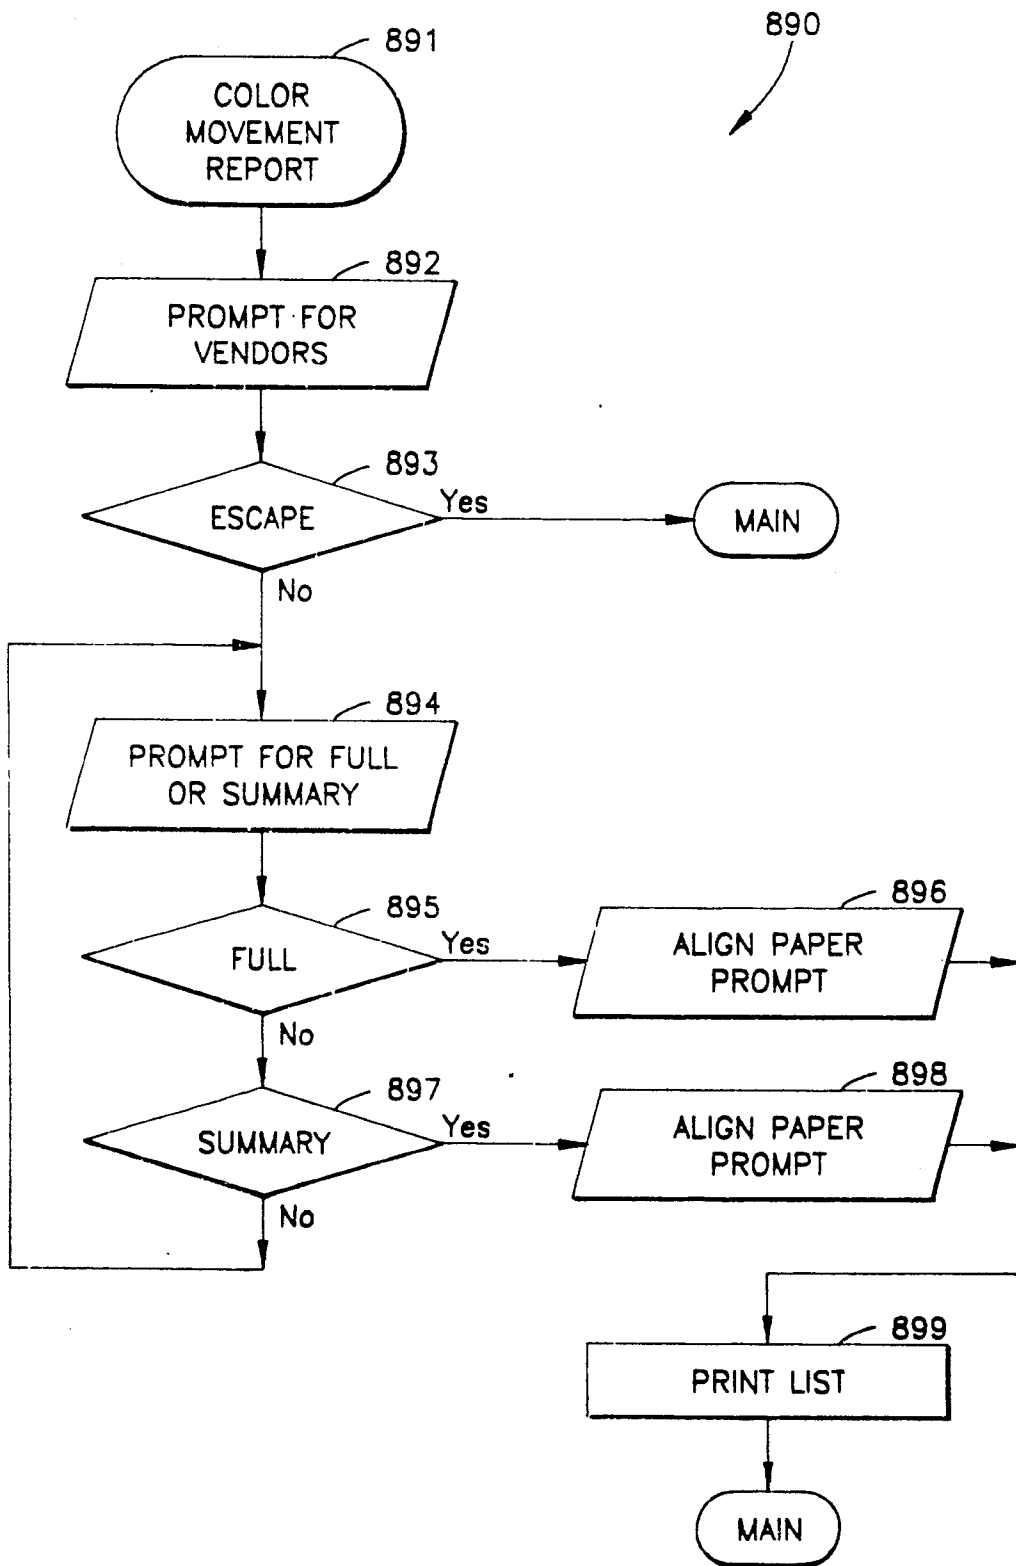 890
891
COLOR
MOVEMENT
REPORT
892
PROMPT FOR
VENDORS
893
ESCAPE
Yes
MAIN
No
894
PROMPT FOR FULL
OR SUMMARY
895
FULL
Yes
896
ALIGN PAPER
PROMPT
No
897
SUMMARY
Yes
898
ALIGN PAPER
PROMPT
No
899
PRINT LIST
MAIN